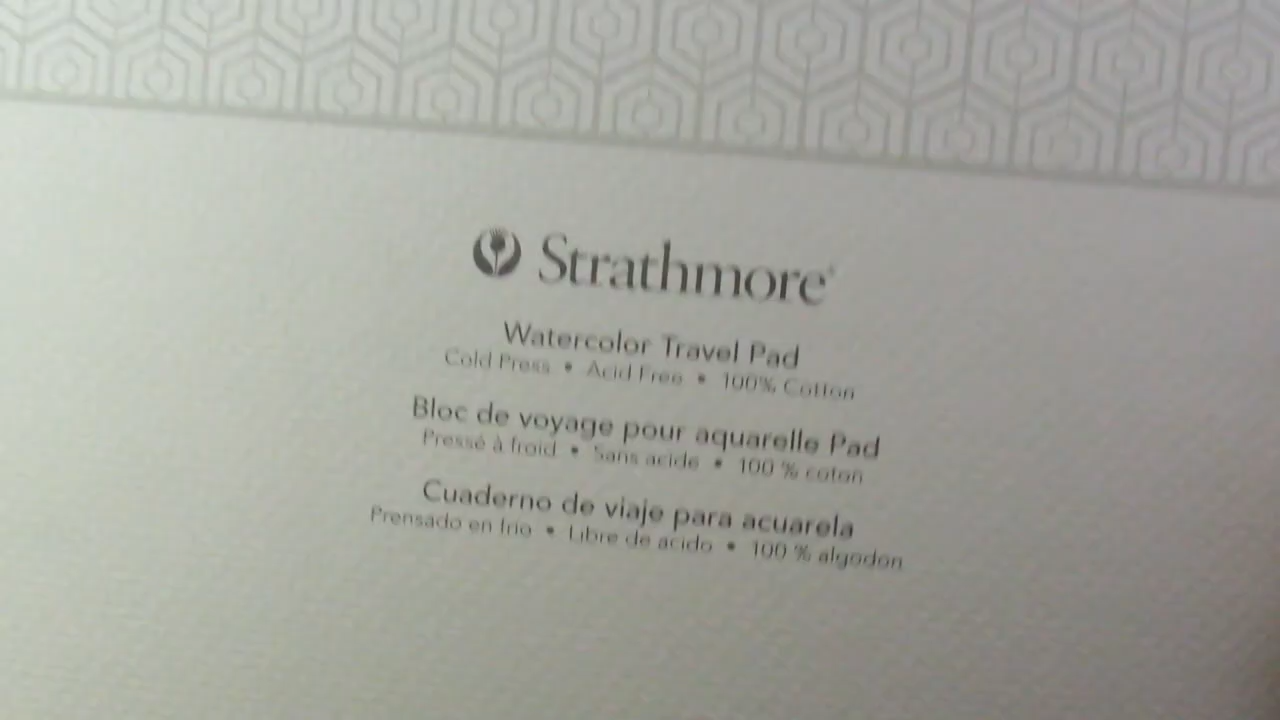 Strathmore
Watercolor Travel Pad
Cold Press • Acid Free • 100% Cotton
Bloc de voyage pour aquarelle Pad
Pressé à froid • Sans acide • 100 % coton
Cuaderno de viaje para acuarela
Prensado en frio • Libre de acido • 100 % algodon